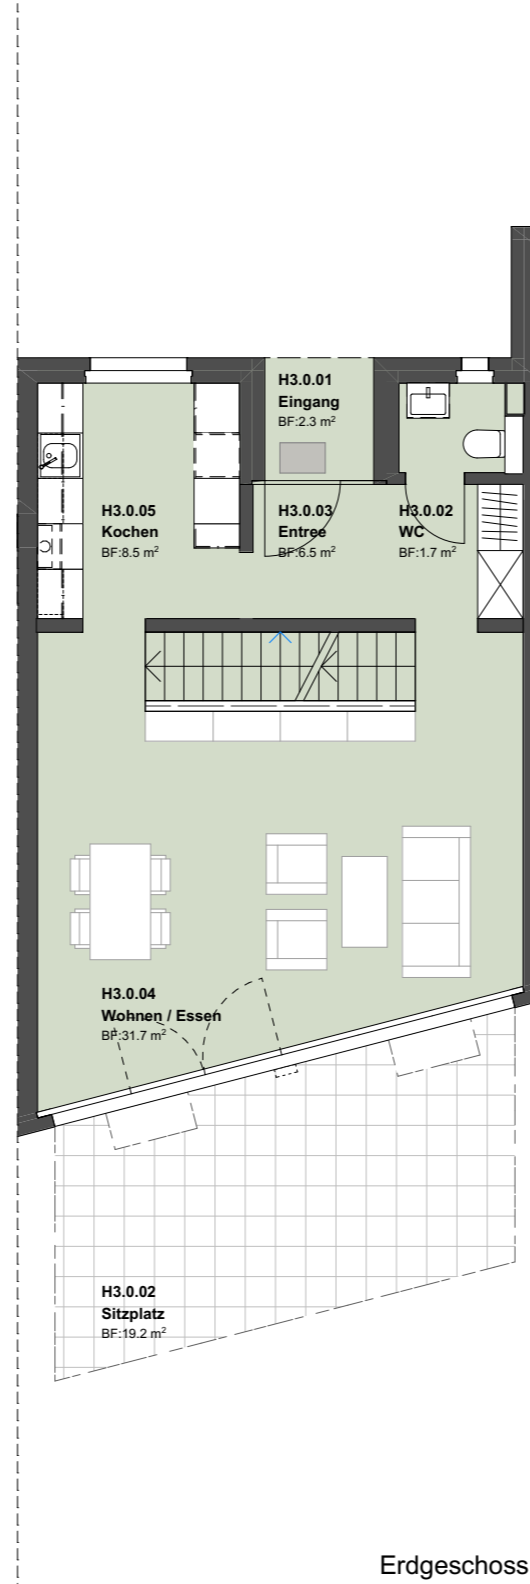 H3.0.01
Eingang
BF:2.3 m²
H3.0.05
Kochen
BF:8.5 m²
H3.0.03
Entree
BF:6.5 m²
H3.0.02
WC
BF:1.7 m²
H3.0.04
Wohnen / Essen
BF:31.7 m²
H3.0.02
Sitzplatz
BF:19.2 m²
Erdgeschoss